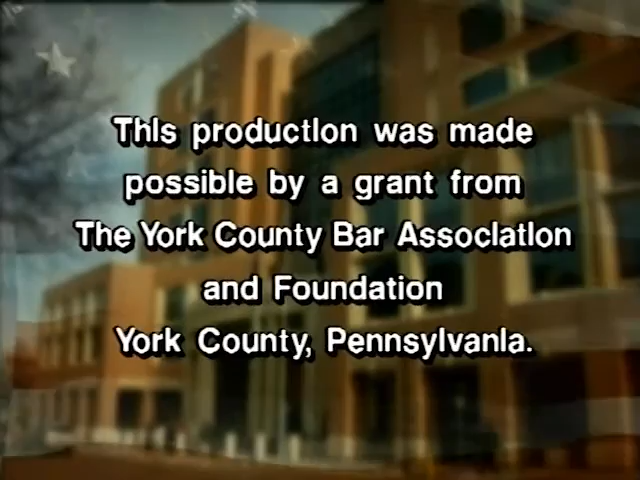 This production was made
possible by a grant from
The York County Bar Association
and Foundation
York County, Pennsylvania.